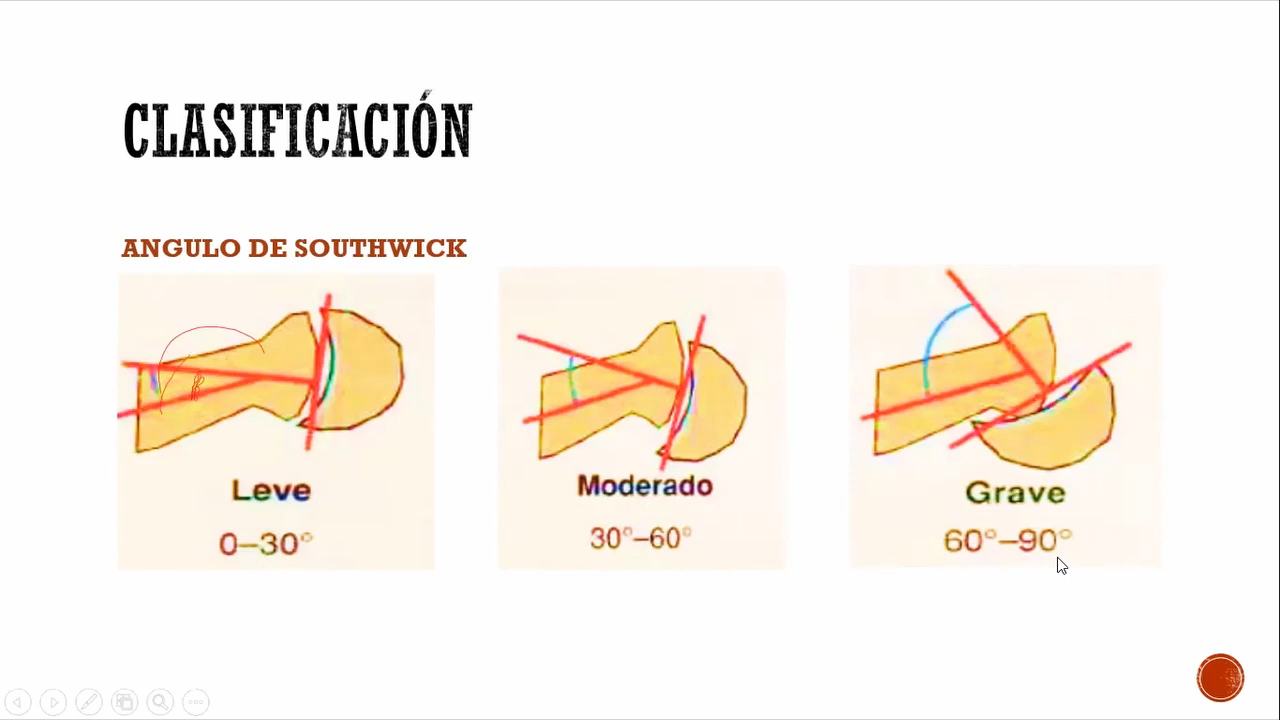 CLASIFICACIÓN
ANGULO DE SOUTHWICK
Leve
0–30°
Moderado
30°–60°
Grave
60°–90°